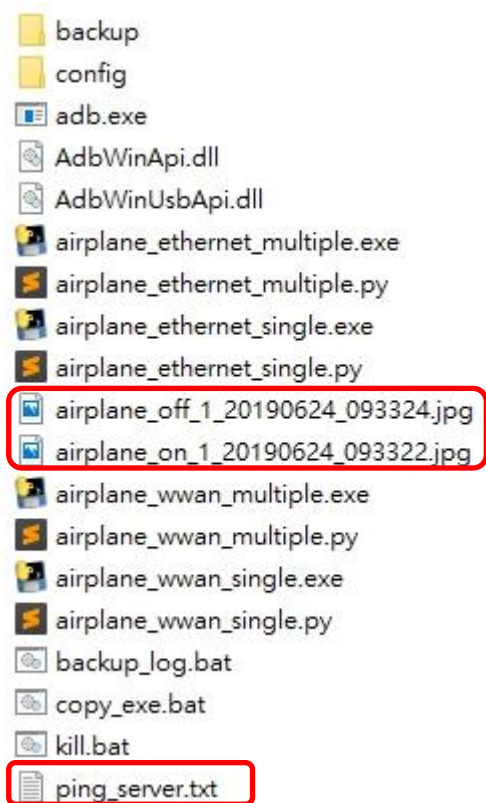 backup
config
adb.exe
AdbWinApi.dll
AdbWinUsbApi.dll
airplane_ethernet_multiple.exe
airplane_ethernet_multiple.py
airplane_ethernet_single.exe
airplane_ethernet_single.py
airplane_off_1_20190624_093324.jpg
airplane_on_1_20190624_093322.jpg
airplane_wwan_multiple.exe
airplane_wwan_multiple.py
airplane_wwan_single.exe
airplane_wwan_single.py
backup_log.bat
copy_exe.bat
kill.bat
ping_server.txt